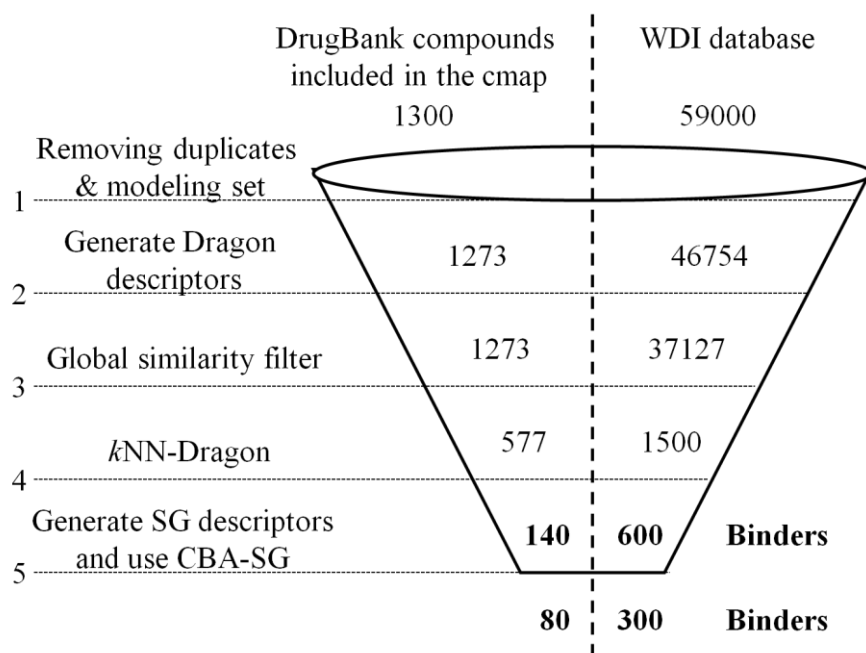 DrugBank compounds
included in the cmap
WDI database
1300
59000
Removing duplicates
& modeling set
1
Generate Dragon
descriptors
1273
46754
2
Global similarity filter
1273
37127
3
kNN-Dragon
577
1500
4
Generate SG descriptors
and use CBA-SG
140
600
Binders
5
80
300
Binders